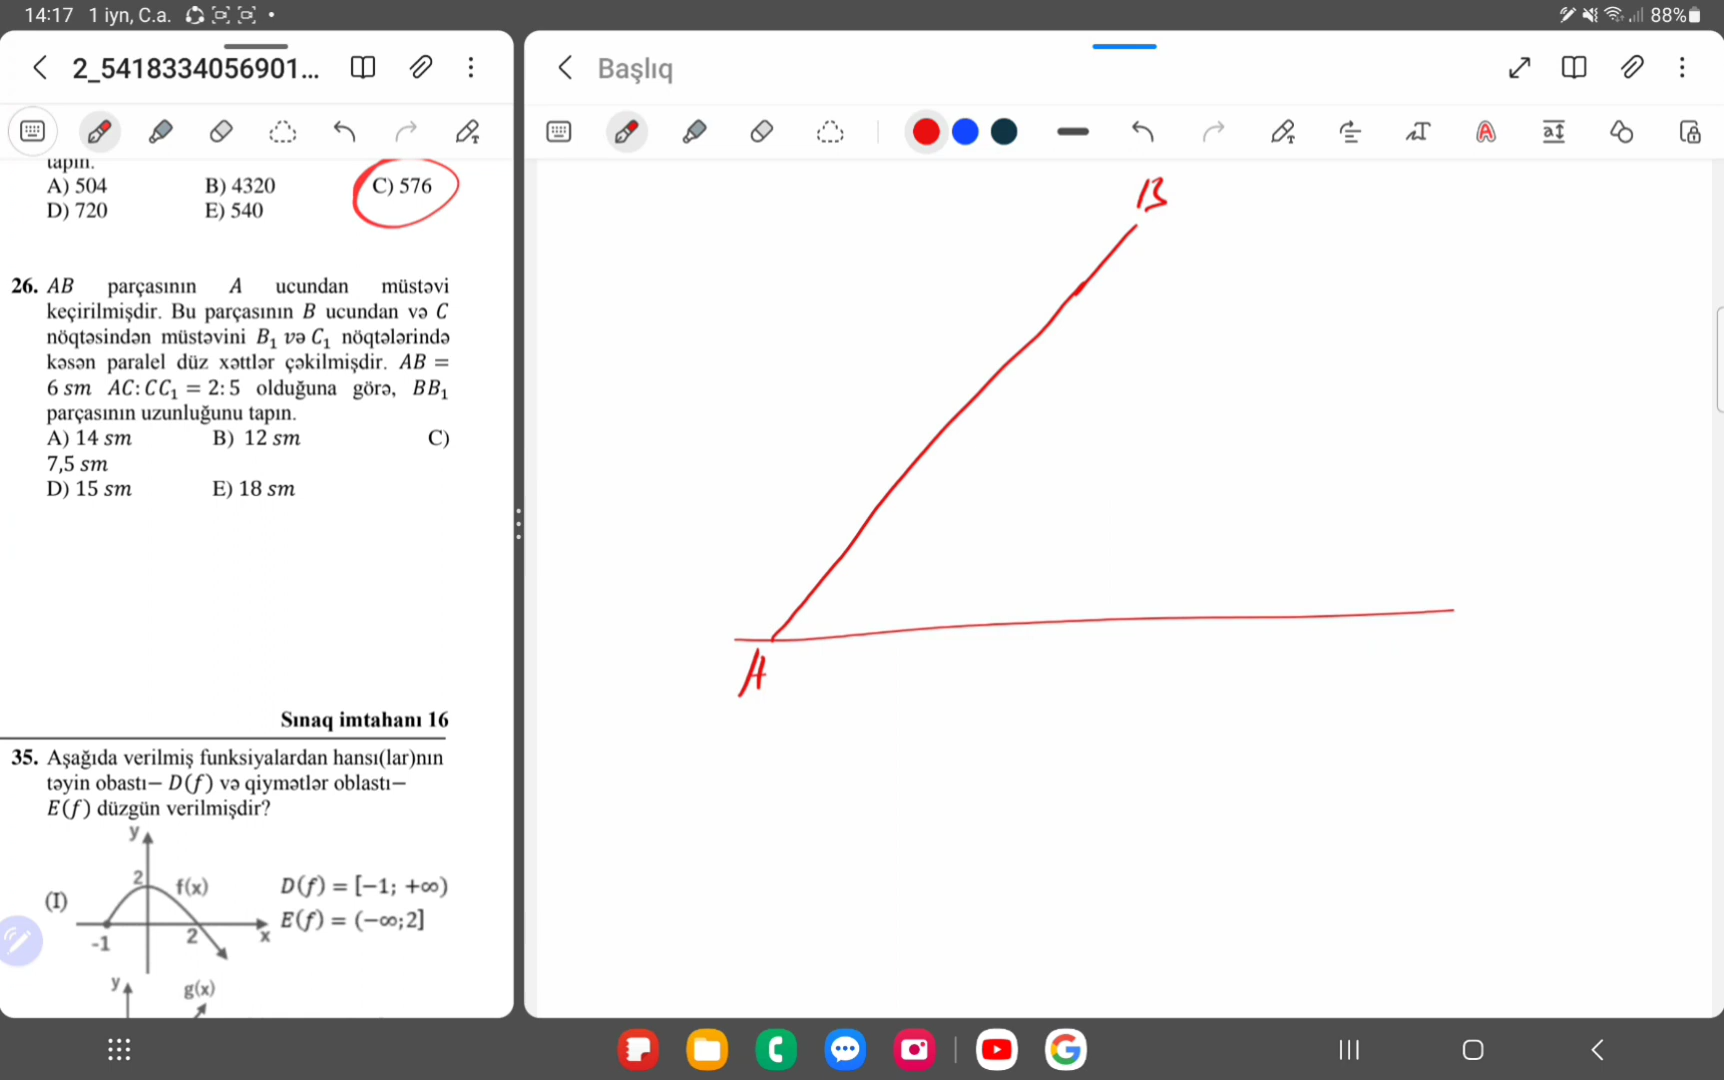 14:17 1 iyn, C.a.
88%
2_5418334056901...
Başlıq
tapın.
A) 504 B) 4320 C) 576
D) 720 E) 540
26. AB parçasının A ucundan müstəvi
keçirilmişdir. Bu parçasının B ucundan və C
nöqtəsindən müstəvini B₁ və C₁ nöqtələrində
kəsən paralel düz xəttlər çəkilmişdir. AB =
6 sm AC: CC₁ = 2: 5 olduğuna görə, BB₁
parçasının uzunluğunu tapın.
A) 14 sm B) 12 sm C)
7,5 sm
D) 15 sm E) 18 sm
Sınaq imtahanı 16
35. Aşağıda verilmiş funksiyalardan hansı(lar)nın
təyin obastı− D(f) və qiymətlər oblastı−
E(f) düzgün verilmişdir?
y
2 f(x)
(I)
-1 2 x
D(f) = [−1; +∞)
E(f) = (−∞;2]
y g(x)
B
A